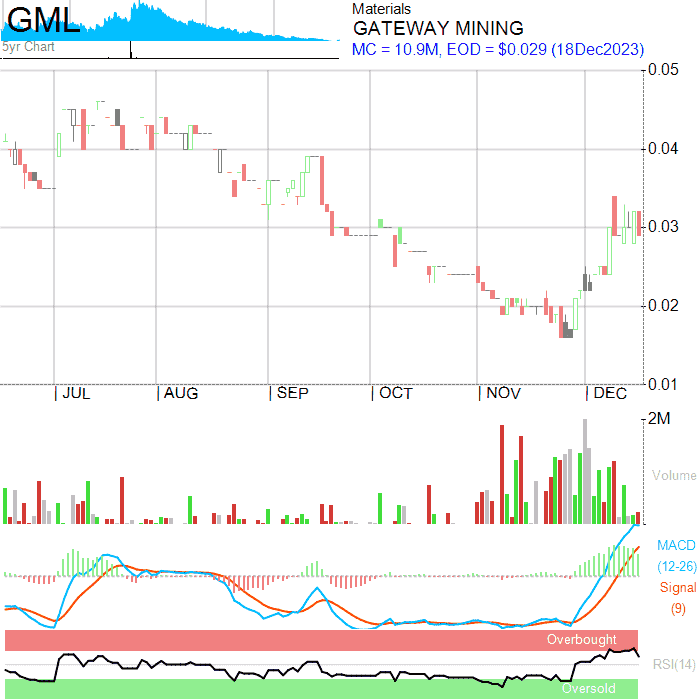 GML
5yr Chart
Materials
GATEWAY MINING
MC = 10.9M, EOD = $0.029 (18Dec2023)
0.05
0.04
0.03
0.02
0.01
JUL AUG SEP OCT NOV DEC
2M
Volume
MACD
(12-26)
Signal
(9)
Overbought
RSI(14)
Oversold